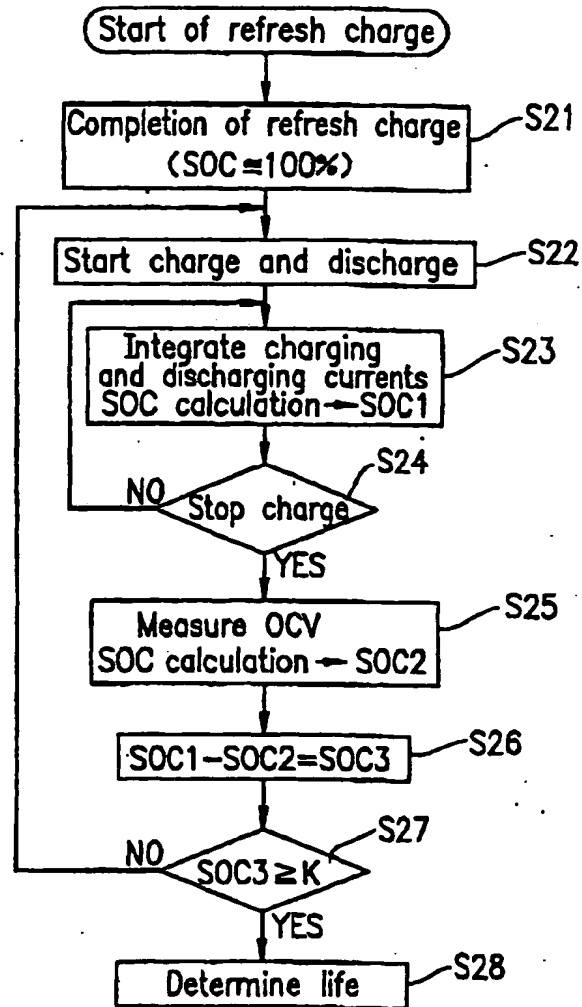 Start of refresh charge
Completion of refresh charge
(SOC≃100%)
S21
Start charge and discharge
S22
Integrate charging
and discharging currents
SOC calculation → SOC1
S23
Stop charge
S24
NO
YES
Measure OCV
SOC calculation → SOC2
S25
SOC1−SOC2=SOC3
S26
SOC3≥K
S27
NO
YES
Determine life
S28